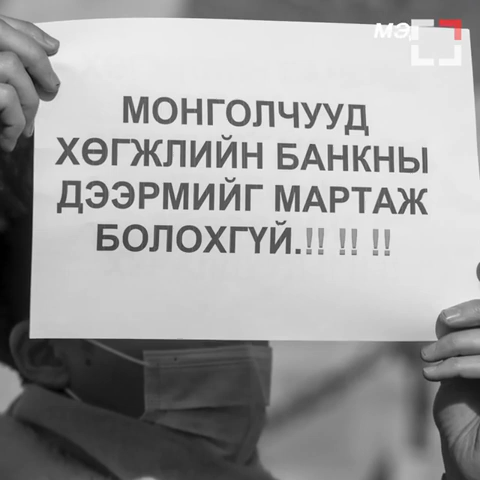 МЭ
МОНГОЛЧУУД
ХӨГЖЛИЙН БАНКНЫ
ДЭЭРМИЙГ МАРТАЖ
БОЛОХГҮЙ.!! !! !!